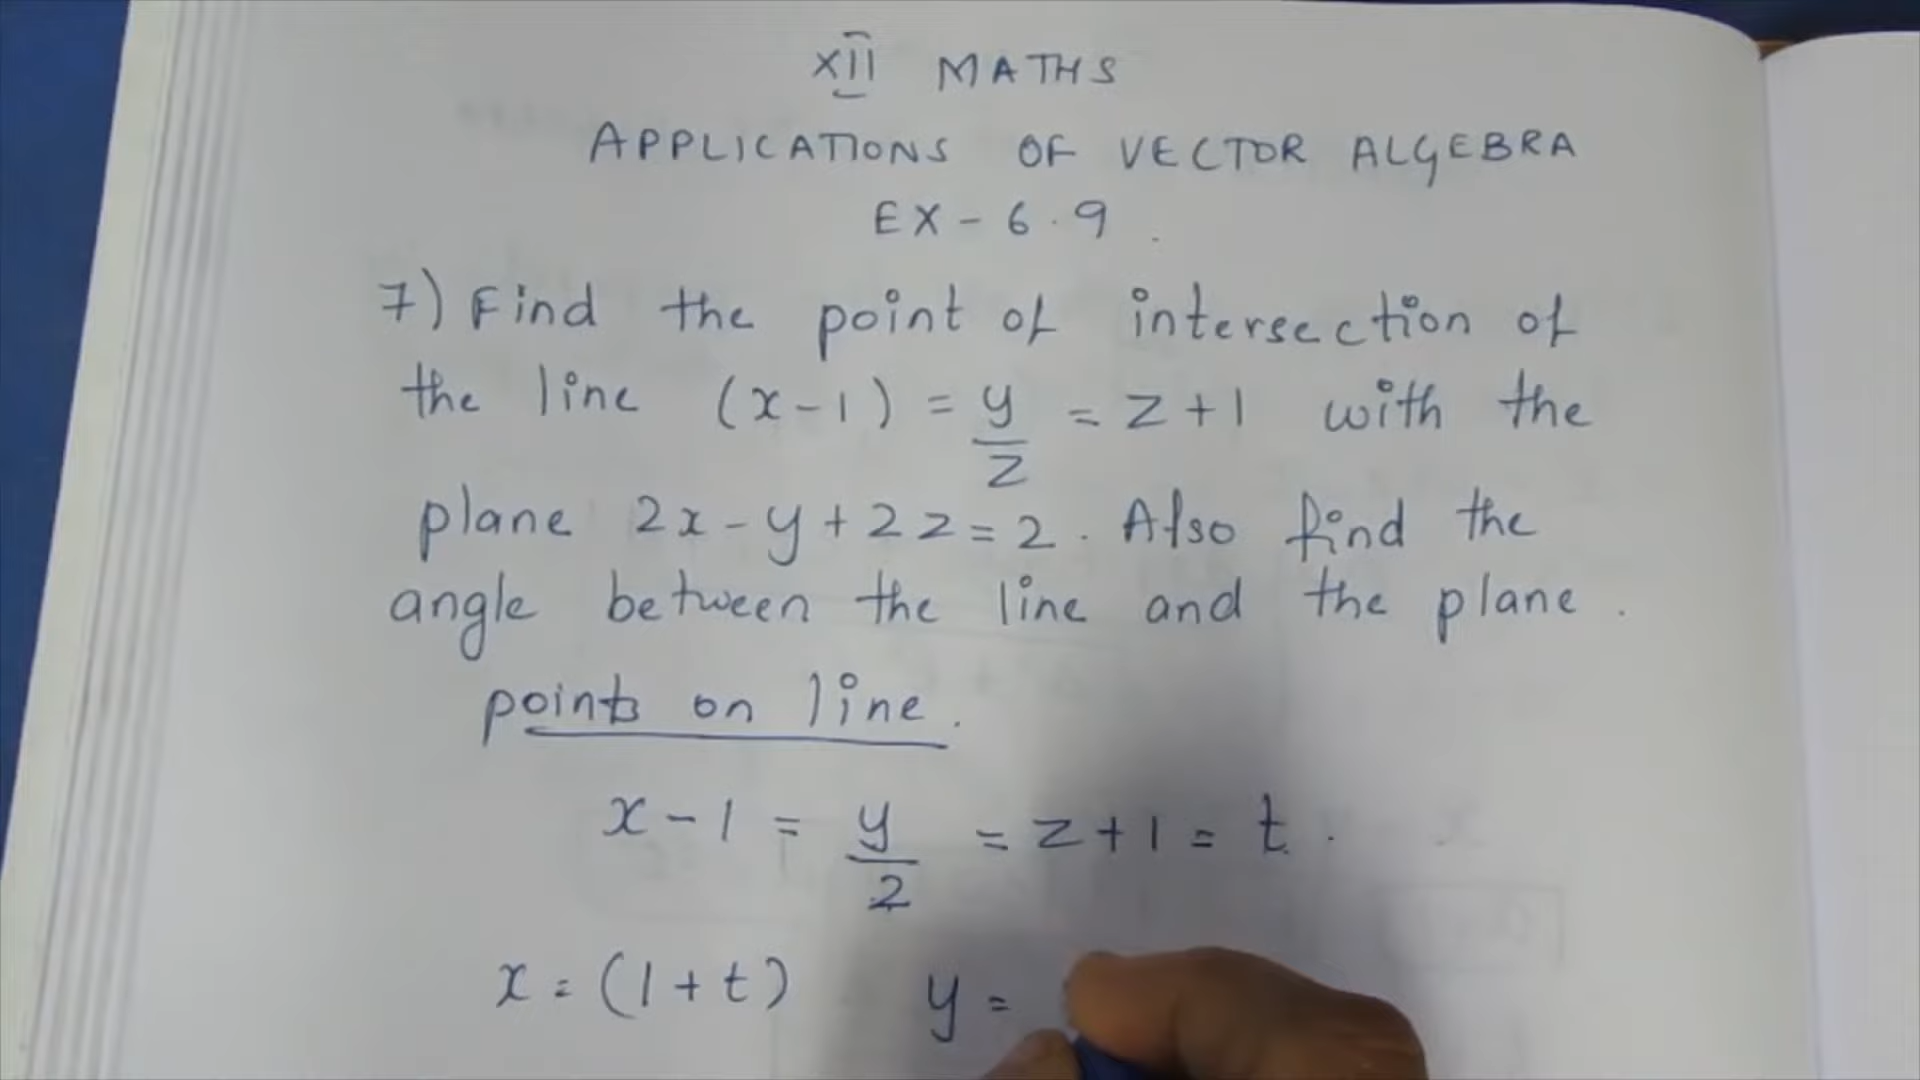 XII MATHS
APPLICATIONS OF VECTOR ALGEBRA
EX - 6.9.
7) Find the point of intersection of
the line (x-1) = y/2 = z+1 with the
plane 2x-y+2z=2. Also find the
angle between the line and the plane.
points on line.
x-1 = y/2 = z+1 = t.
x = (1+t) y =